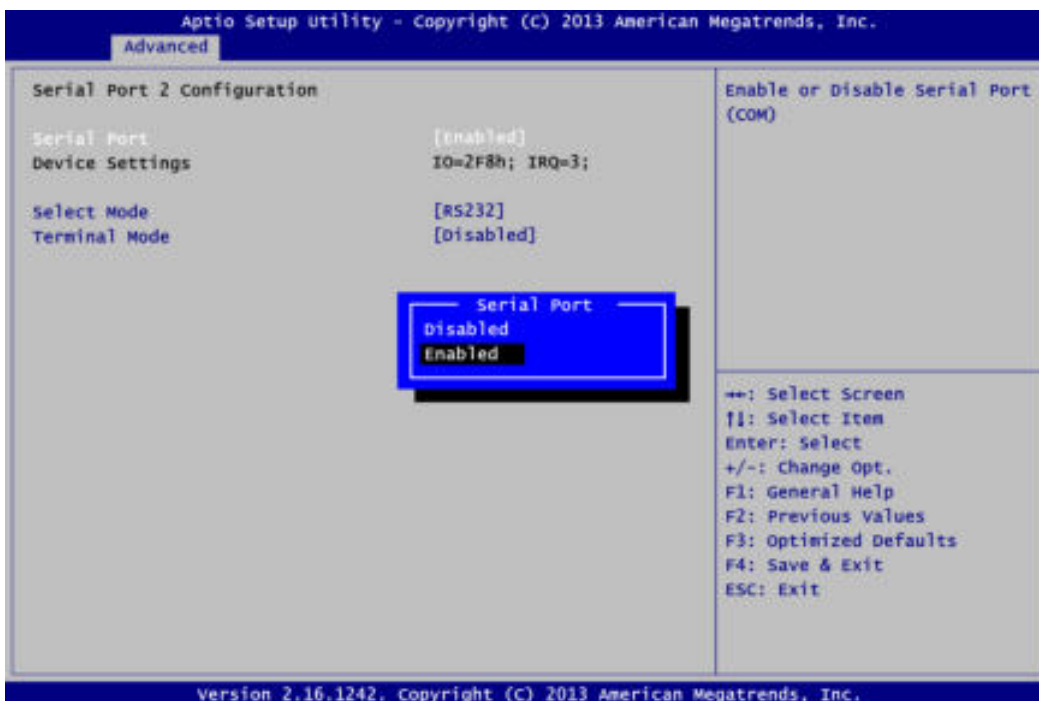 Aptio Setup Utility - Copyright (C) 2013 American Megatrends, Inc.
Advanced
Serial Port 2 Configuration
Serial Port [Enabled]
Device Settings IO=2F8h; IRQ=3;
Select Mode [RS232]
Terminal Mode [Disabled]
Serial Port
Disabled
Enabled
Enable or Disable Serial Port
(COM)
→←: Select Screen
↑↓: Select Item
Enter: Select
+/-: Change Opt.
F1: General Help
F2: Previous Values
F3: Optimized Defaults
F4: Save & Exit
ESC: Exit
Version 2.16.1242. Copyright (C) 2013 American Megatrends, Inc.